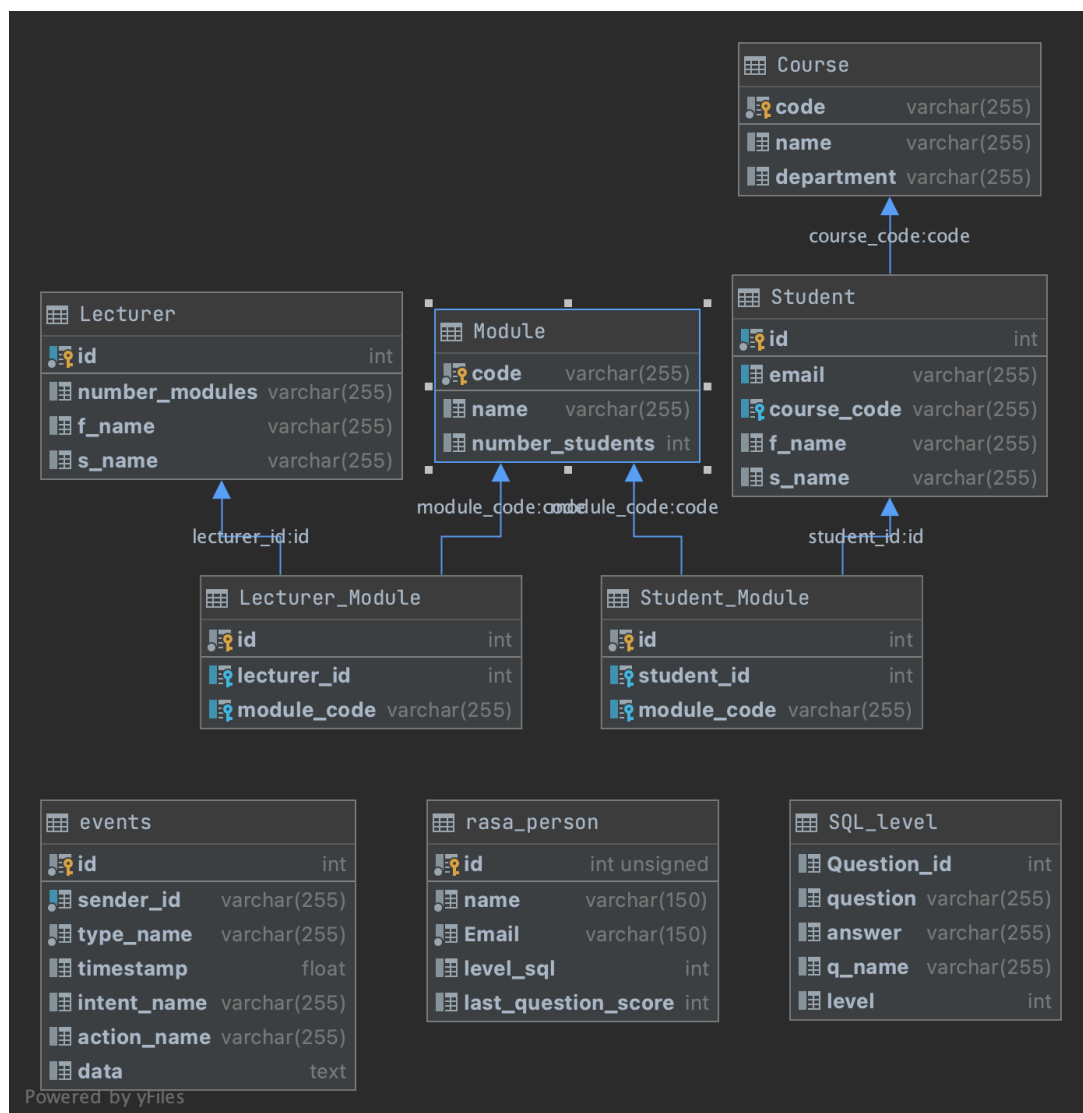 Course
code varchar(255)
name varchar(255)
department varchar(255)
course_code:code
Lecturer
id int
number_modules varchar(255)
f_name varchar(255)
s_name varchar(255)
Module
code varchar(255)
name varchar(255)
number_students int
Student
id int
email varchar(255)
course_code varchar(255)
f_name varchar(255)
s_name varchar(255)
lecturer_id:id
module_code:code
module_code:code
student_id:id
Lecturer_Module
id int
lecturer_id int
module_code varchar(255)
Student_Module
id int
student_id int
module_code varchar(255)
events
id int
sender_id varchar(255)
type_name varchar(255)
timestamp float
intent_name varchar(255)
action_name varchar(255)
data text
rasa_person
id int unsigned
name varchar(150)
Email varchar(150)
level_sql int
last_question_score int
SQL_level
Question_id int
question varchar(255)
answer varchar(255)
q_name varchar(255)
level int
Powered by yFiles